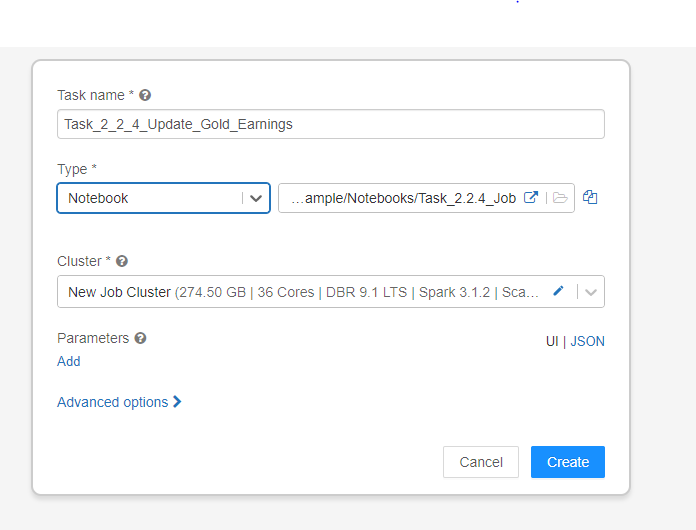 Task name *
Task_2_2_4_Update_Gold_Earnings
Type *
Notebook
...ample/Notebooks/Task_2.2.4_Job
Cluster *
New Job Cluster (274.50 GB | 36 Cores | DBR 9.1 LTS | Spark 3.1.2 | Sca...
Parameters
UI | JSON
Add
Advanced options
Cancel
Create